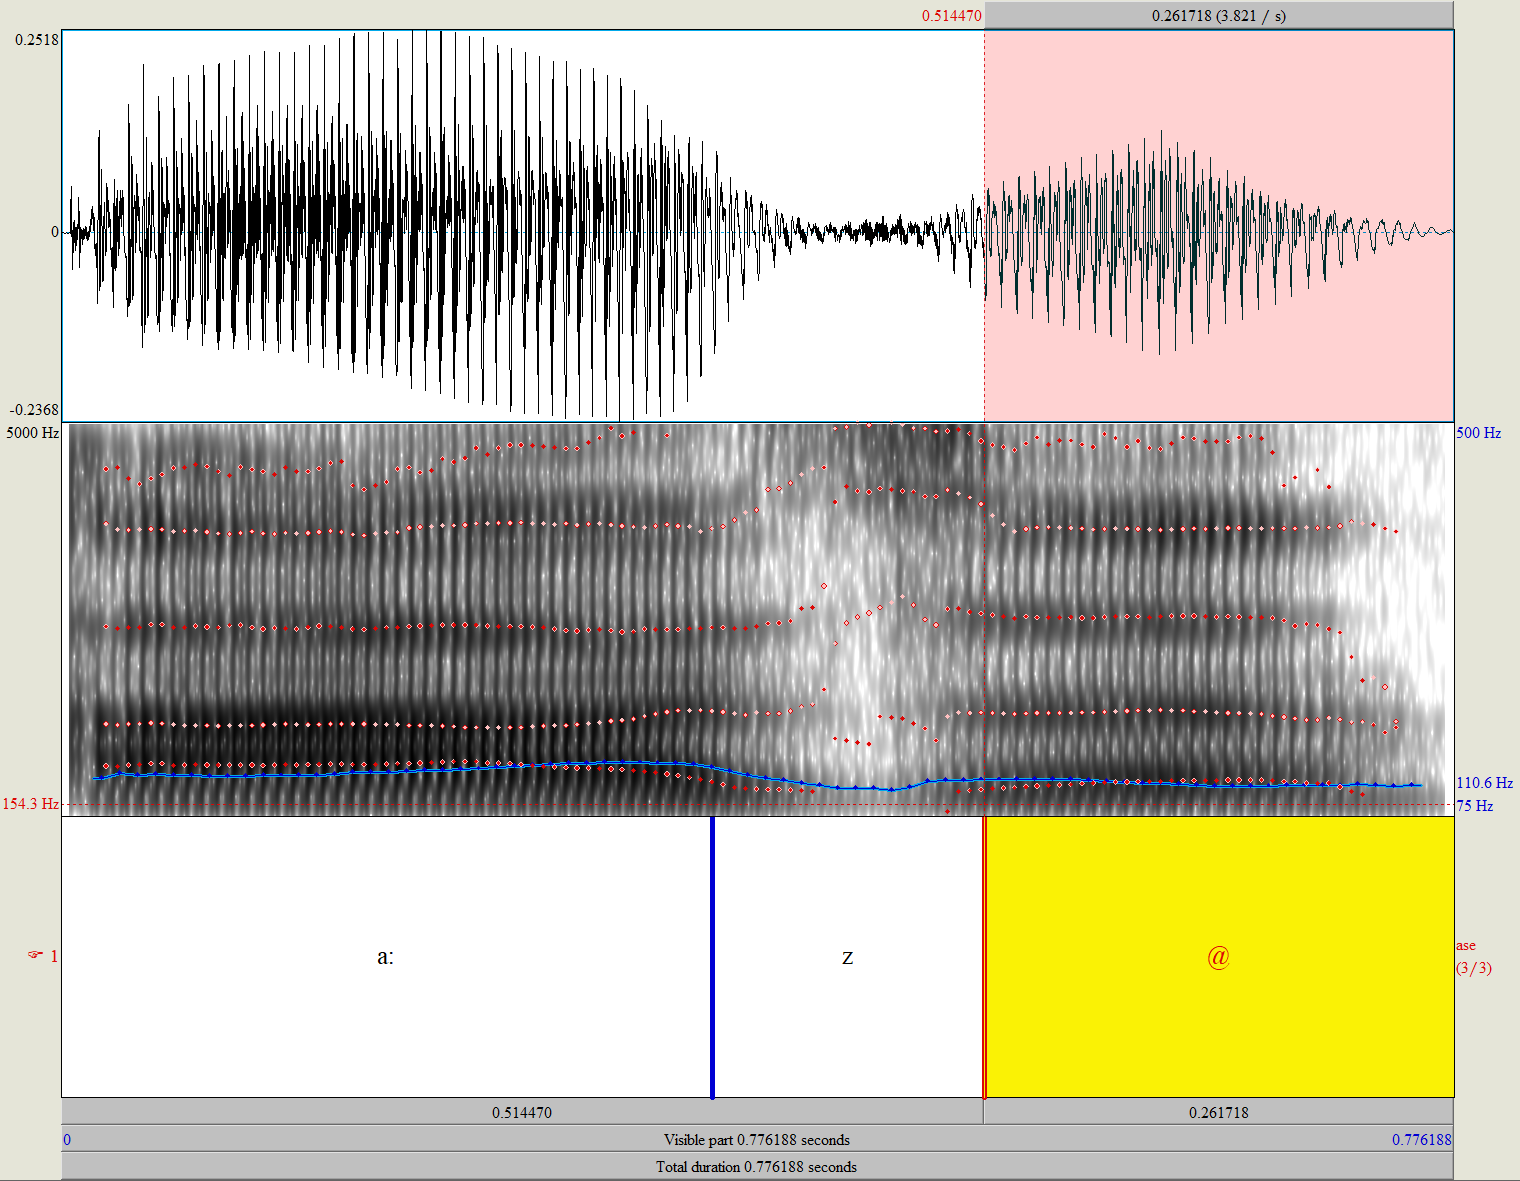 0.514470 0.261718 (3.821 / s)
0.2518
0
-0.2368
5000 Hz 500 Hz
110.6 Hz
154.3 Hz 75 Hz
a: z @
☞ 1 ase
(3/3)
0.514470 0.261718
0 Visible part 0.776188 seconds 0.776188
Total duration 0.776188 seconds